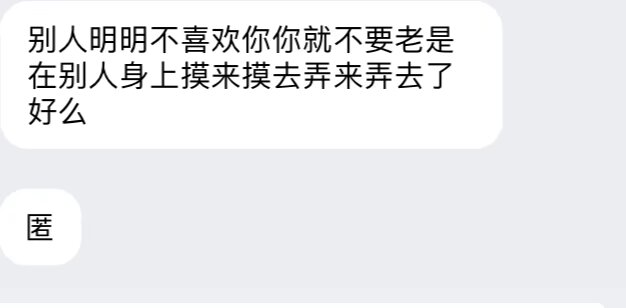 别人明明不喜欢你你就不要老是
在别人身上摸来摸去弄来弄去了
好么
匿